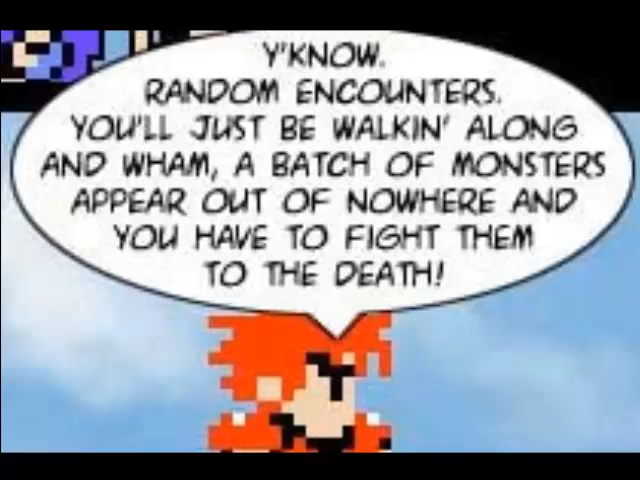 Y'KNOW.
RANDOM ENCOUNTERS.
YOU'LL JUST BE WALKIN' ALONG
AND WHAM, A BATCH OF MONSTERS
APPEAR OUT OF NOWHERE AND
YOU HAVE TO FIGHT THEM
TO THE DEATH!